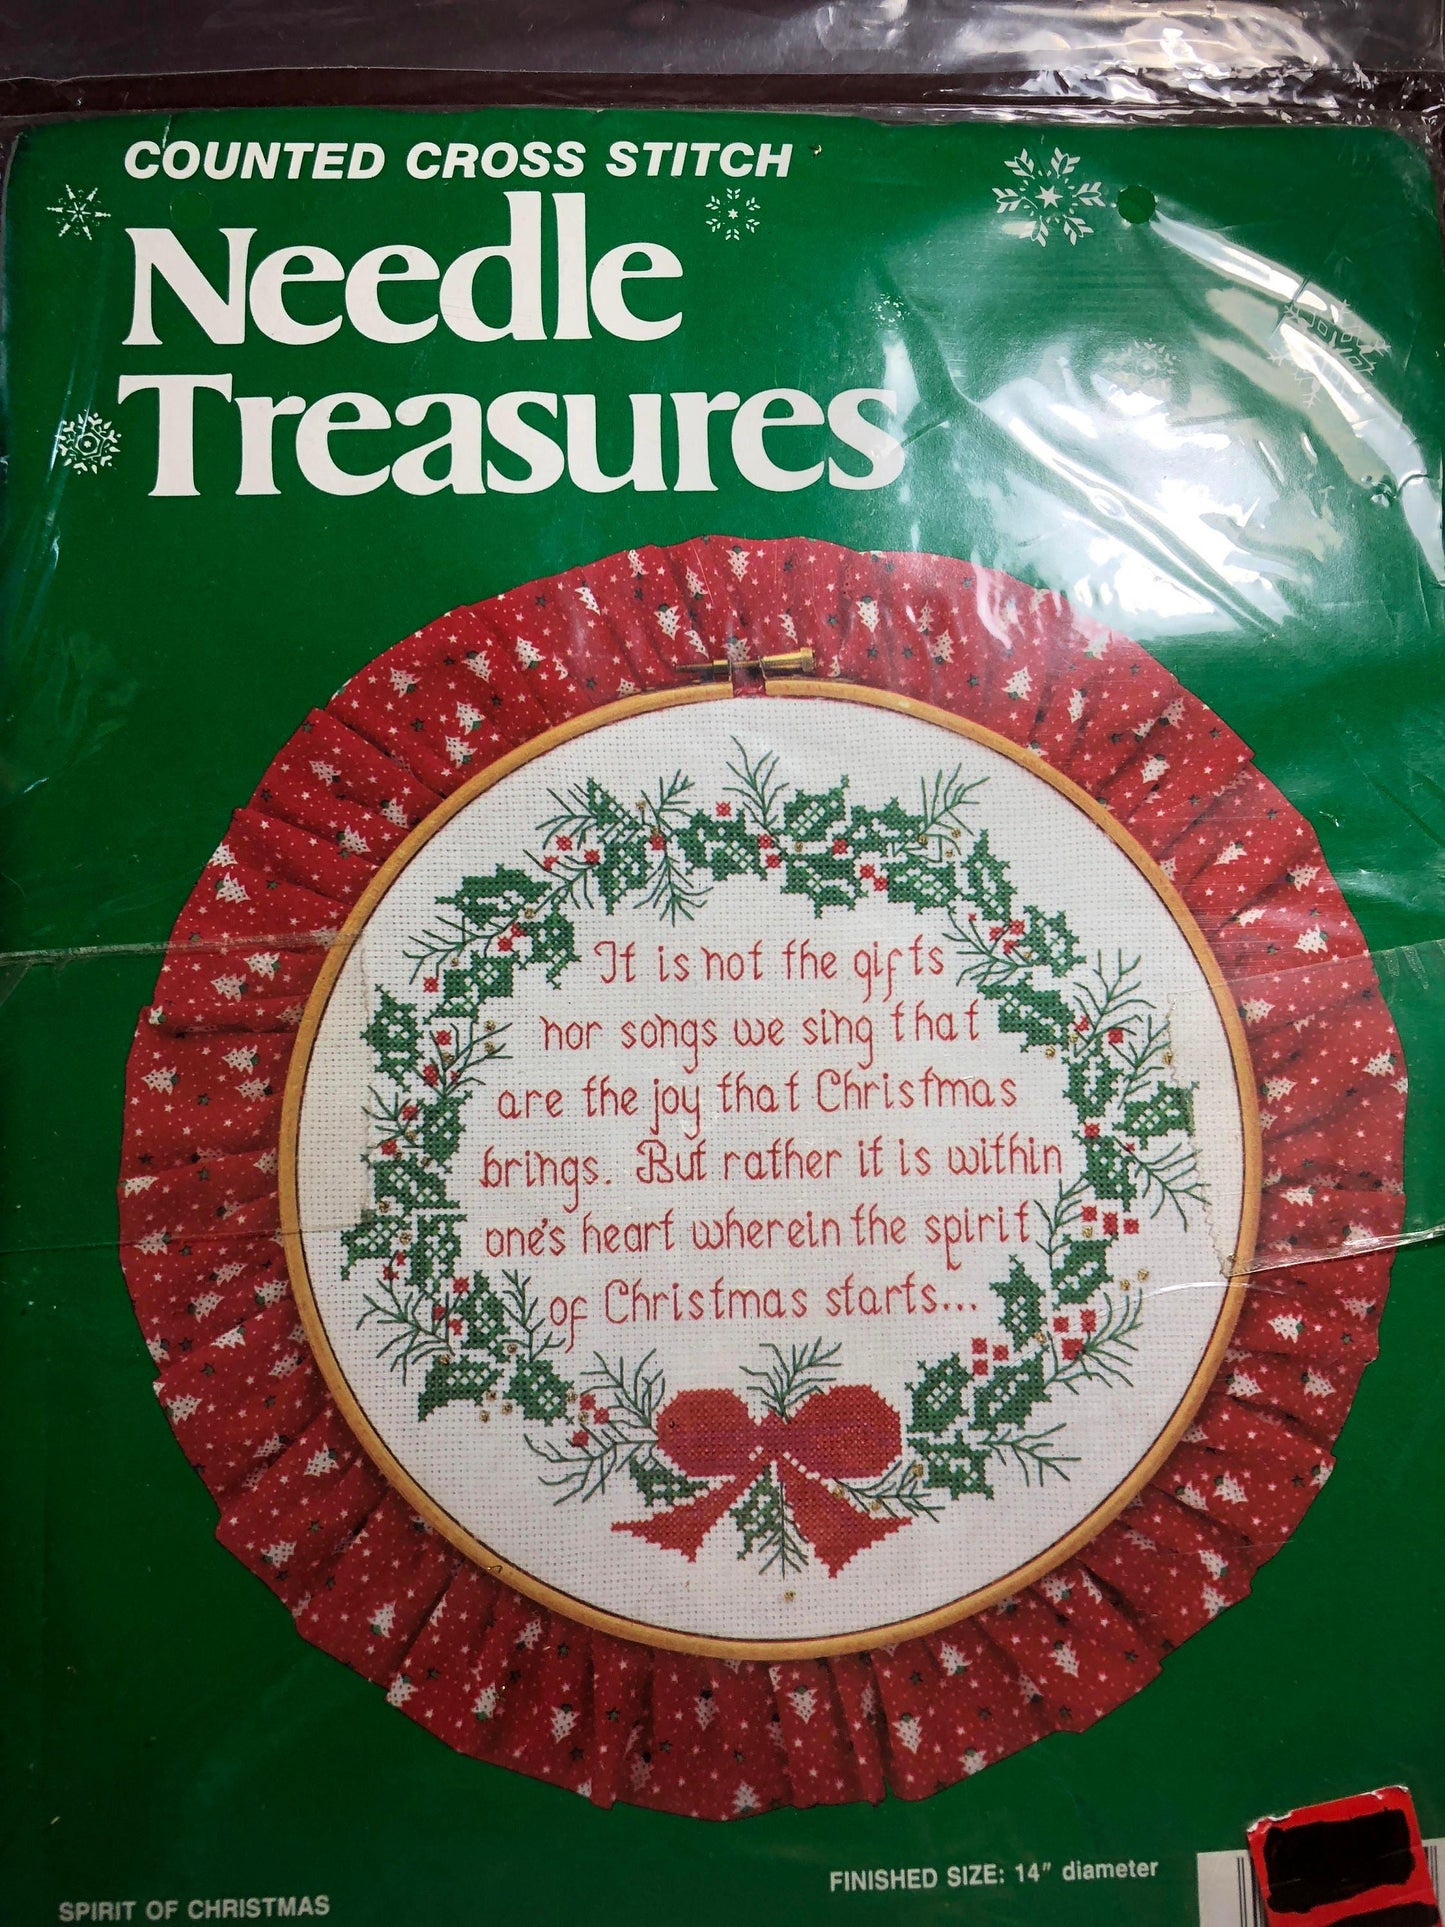 COUNTED CROSS STITCH
Needle
Treasures
It is not the gifts
nor songs we sing that
are the joy that Christmas
brings. But rather it is within
one's heart wherein the spirit
of Christmas starts...
FINISHED SIZE: 14" diameter
SPIRIT OF CHRISTMAS